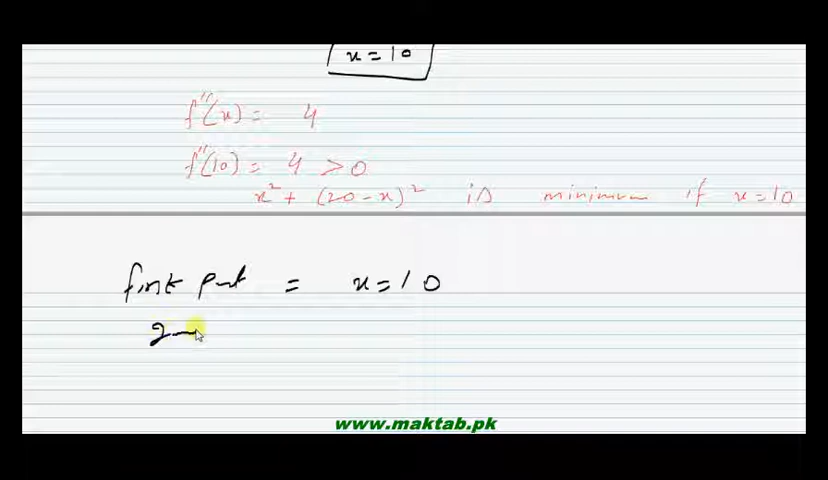 x = 10
f''(x) = 4
f''(10) = 4 > 0
x² + (20 - x)² is minimum if x = 10
first part = x = 10
www.maktab.pk